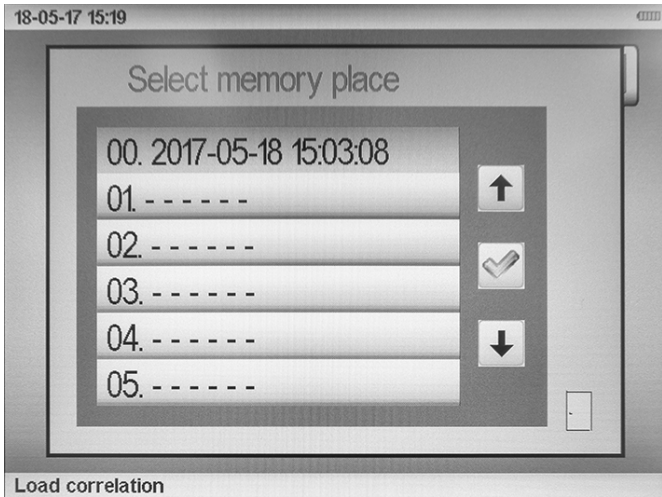 18-05-17 15:19
Select memory place
00. 2017-05-18 15:03:08
01. - - - - - -
02. - - - - - -
03. - - - - - -
04. - - - - - -
05. - - - - - -
Load correlation